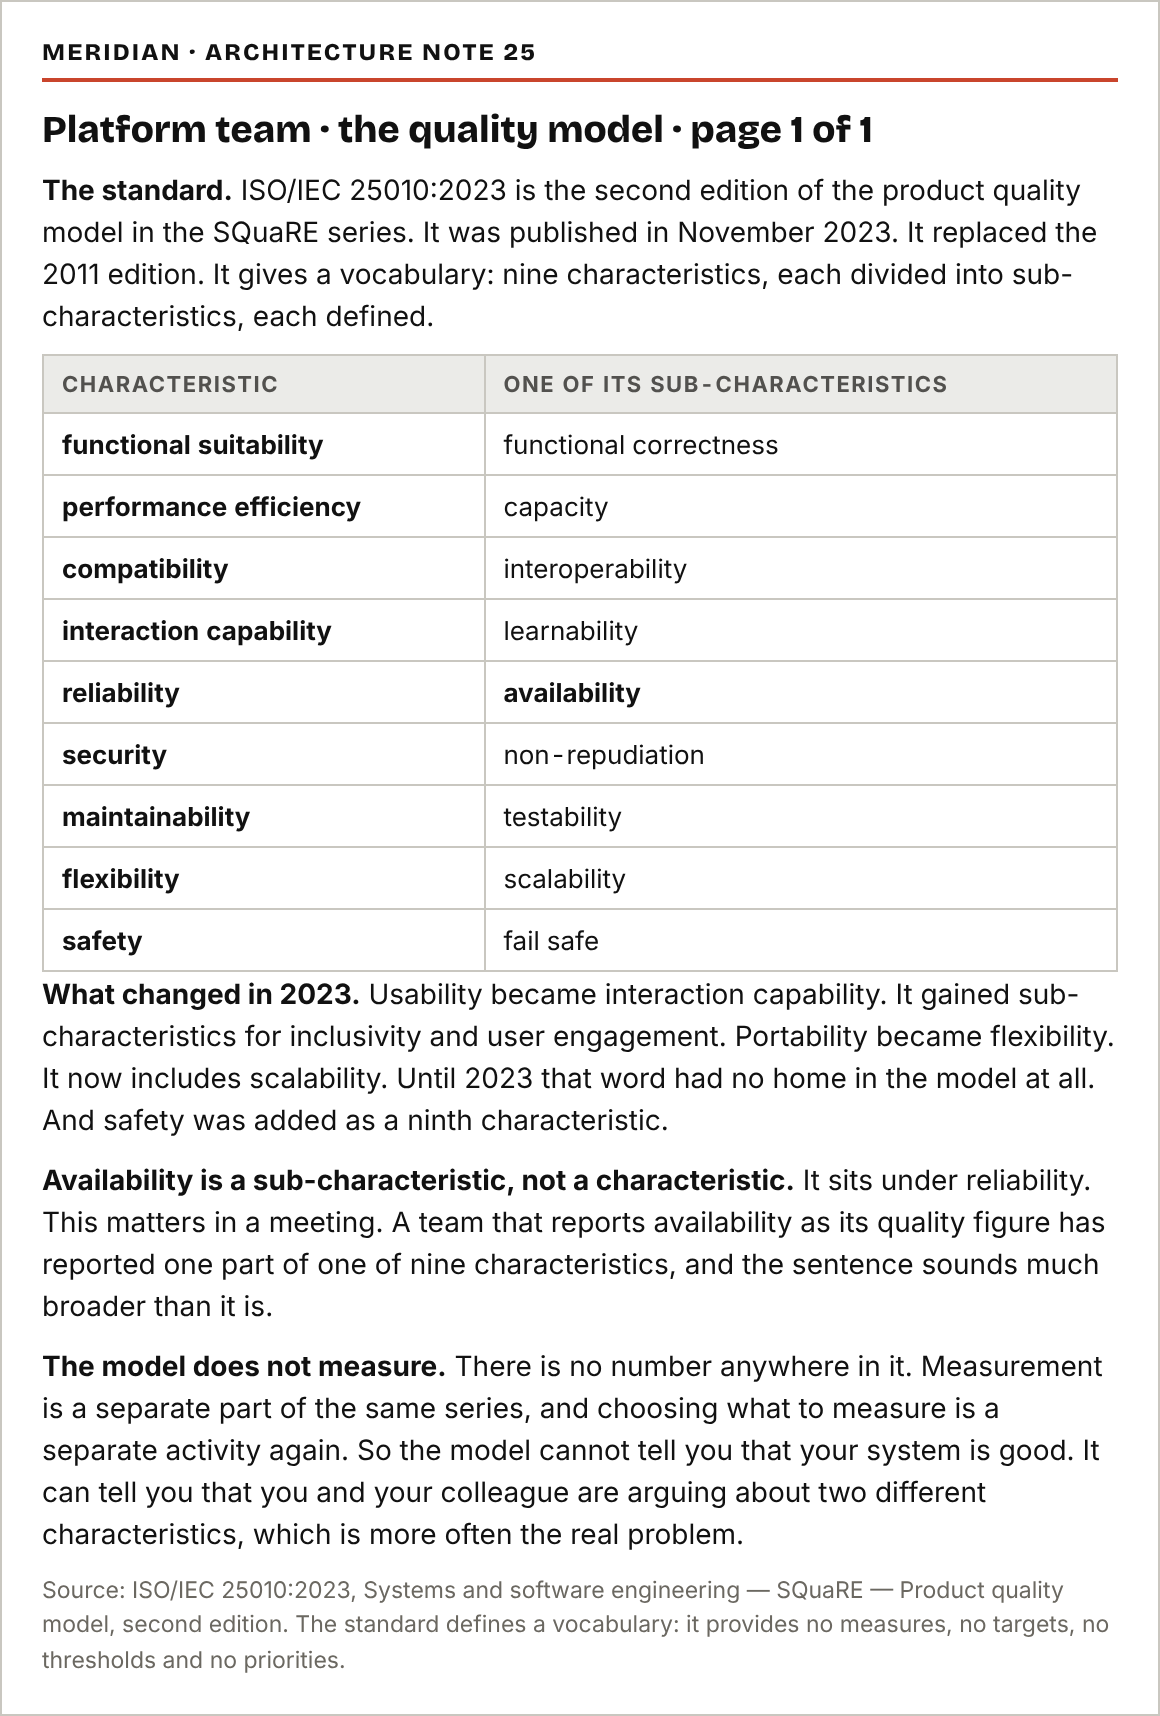 MERIDIAN · ARCHITECTURE NOTE 25
Platform team · the quality model · page 1 of 1
The standard. ISO/IEC 25010:2023 is the second edition of the product quality
model in the SQuaRE series. It was published in November 2023. It replaced the
2011 edition. It gives a vocabulary: nine characteristics, each divided into sub-
characteristics, each defined.
CHARACTERISTIC ONE OF ITS SUB-CHARACTERISTICS
functional suitability functional correctness
performance efficiency capacity
compatibility interoperability
interaction capability learnability
reliability availability
security non-repudiation
maintainability testability
flexibility scalability
safety fail safe
What changed in 2023. Usability became interaction capability. It gained sub-
characteristics for inclusivity and user engagement. Portability became flexibility.
It now includes scalability. Until 2023 that word had no home in the model at all.
And safety was added as a ninth characteristic.
Availability is a sub-characteristic, not a characteristic. It sits under reliability.
This matters in a meeting. A team that reports availability as its quality figure has
reported one part of one of nine characteristics, and the sentence sounds much
broader than it is.
The model does not measure. There is no number anywhere in it. Measurement
is a separate part of the same series, and choosing what to measure is a
separate activity again. So the model cannot tell you that your system is good. It
can tell you that you and your colleague are arguing about two different
characteristics, which is more often the real problem.
Source: ISO/IEC 25010:2023, Systems and software engineering — SQuaRE — Product quality
model, second edition. The standard defines a vocabulary: it provides no measures, no targets, no
thresholds and no priorities.